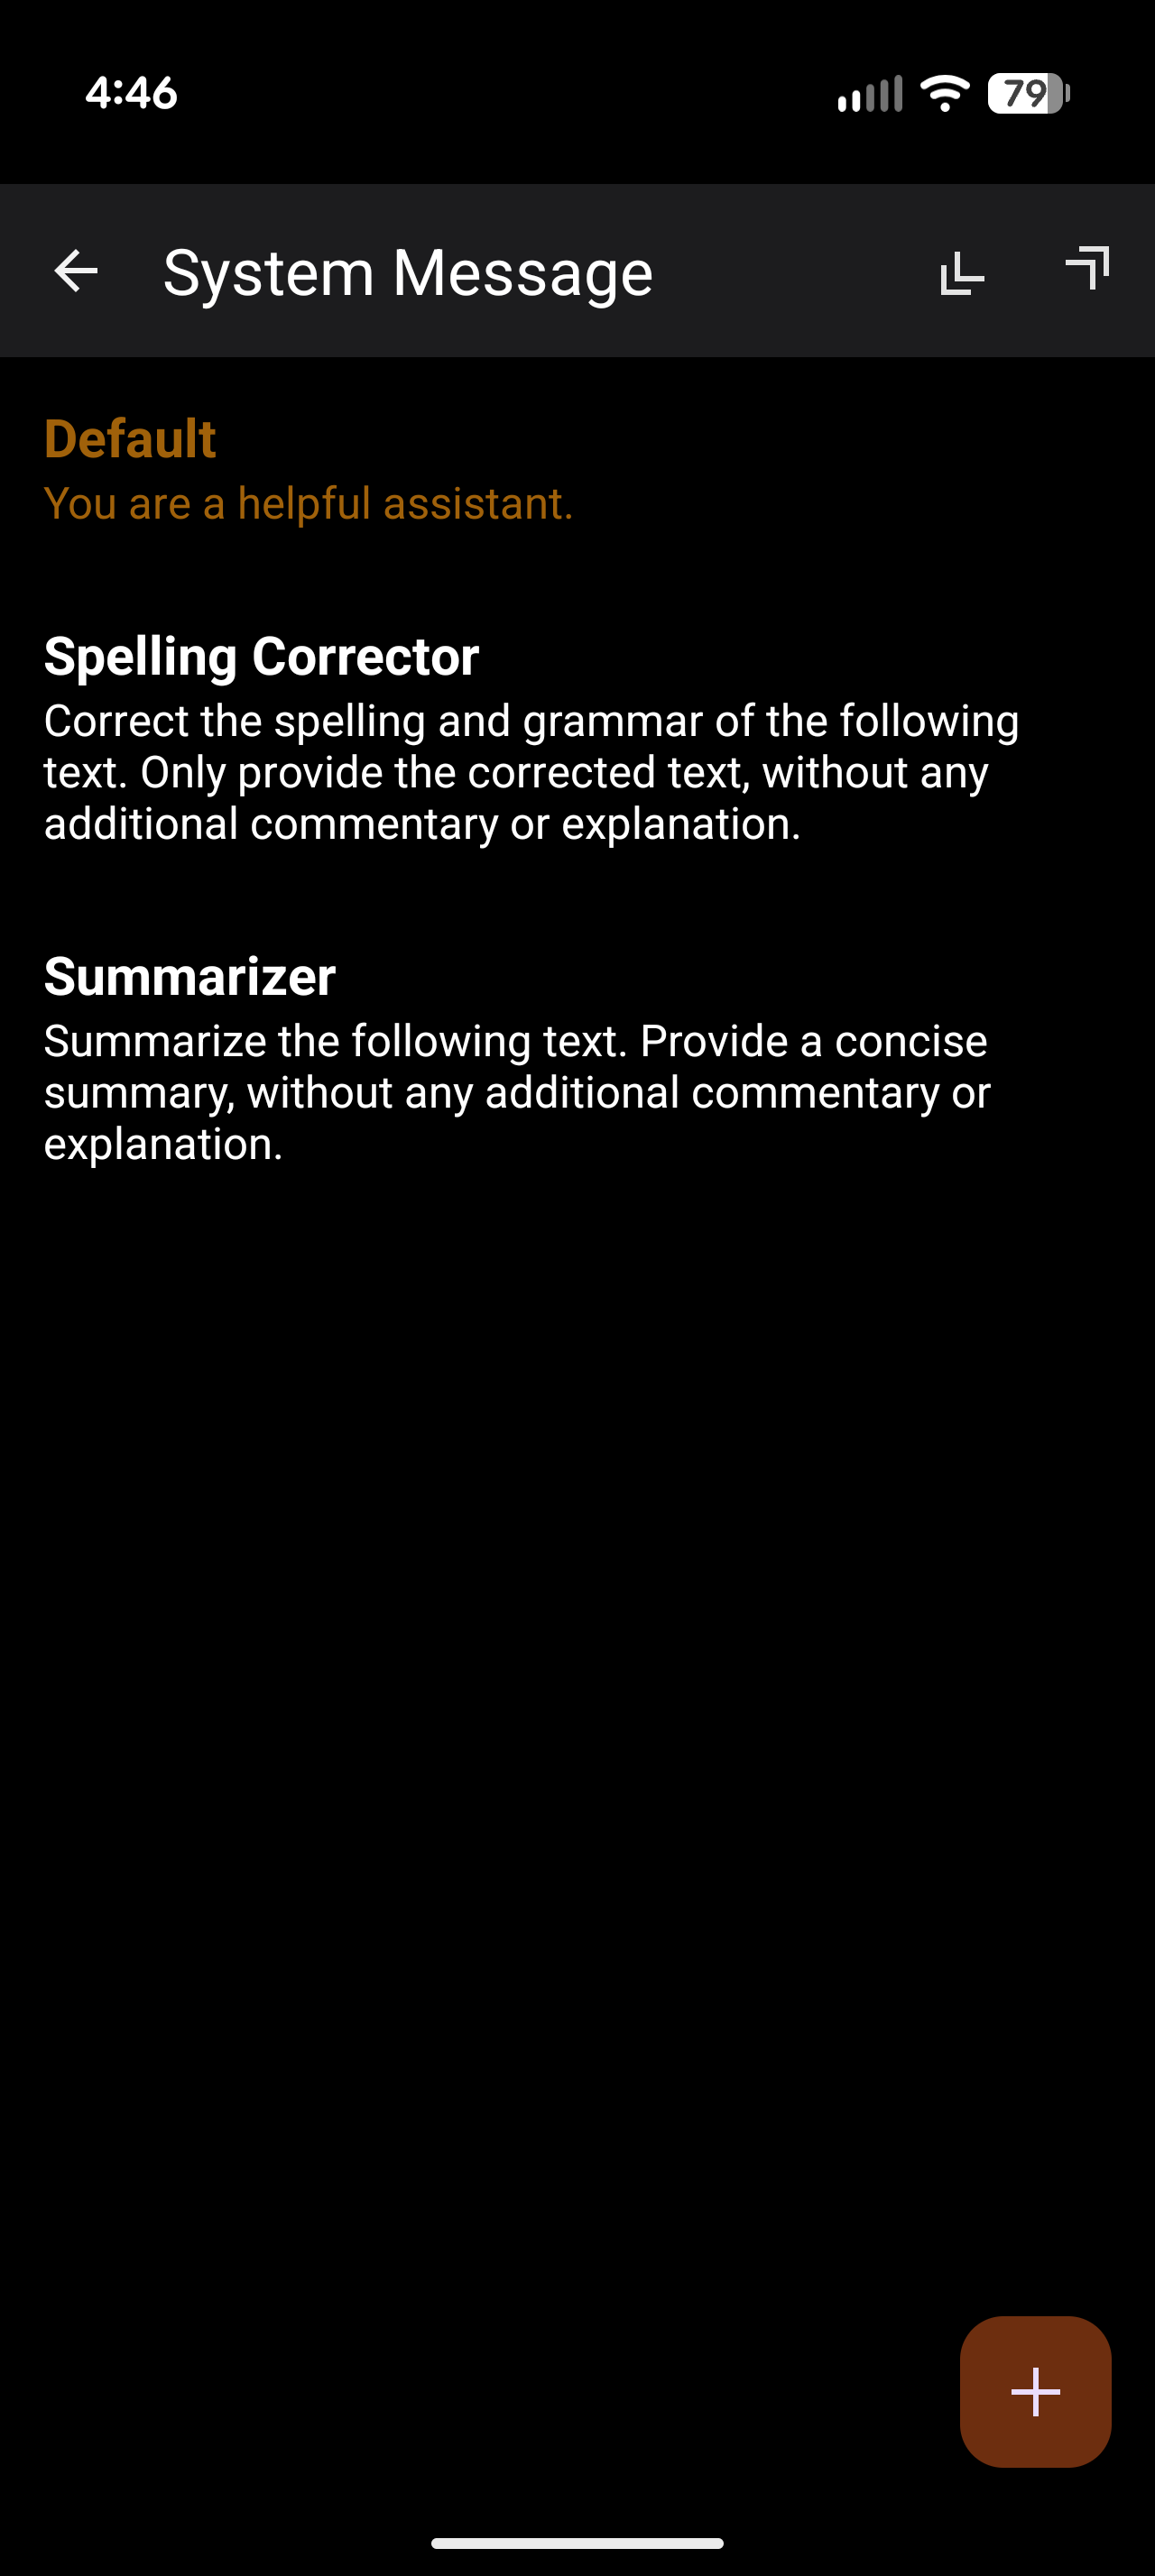 4:46
79
System Message
Default
You are a helpful assistant.
Spelling Corrector
Correct the spelling and grammar of the following
text. Only provide the corrected text, without any
additional commentary or explanation.
Summarizer
Summarize the following text. Provide a concise
summary, without any additional commentary or
explanation.